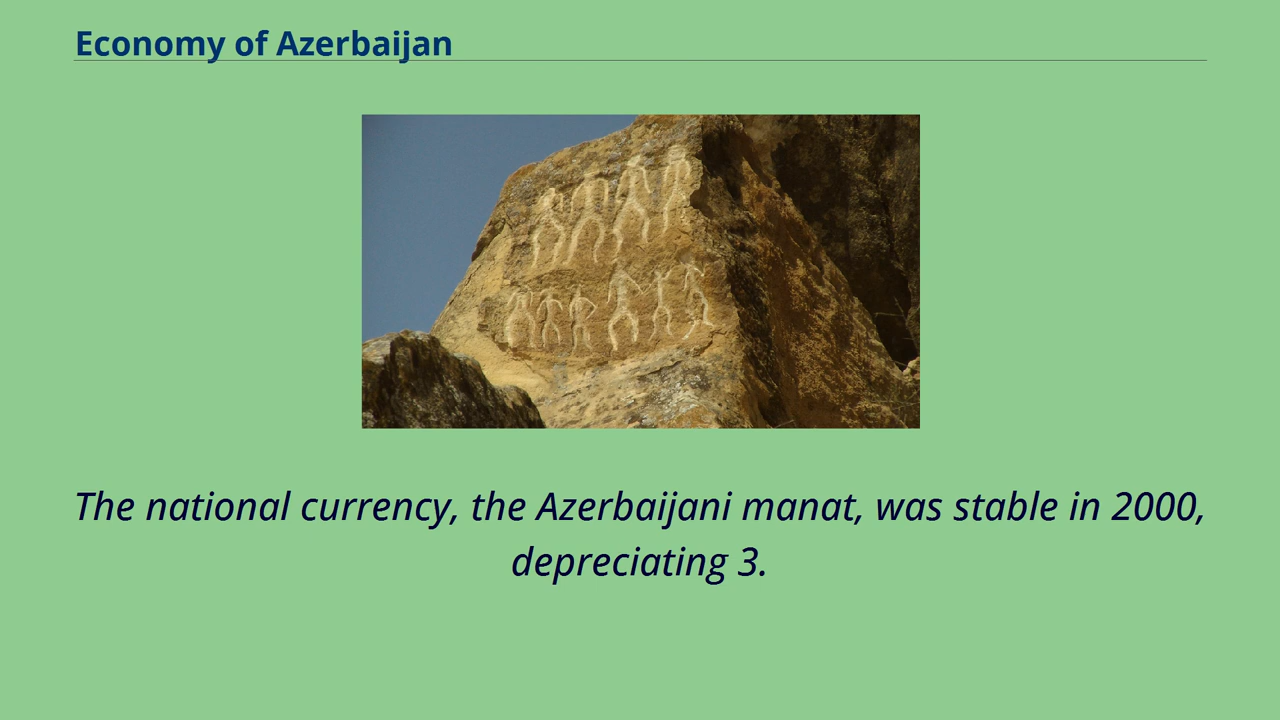 Economy of Azerbaijan
The national currency, the Azerbaijani manat, was stable in 2000,
depreciating 3.